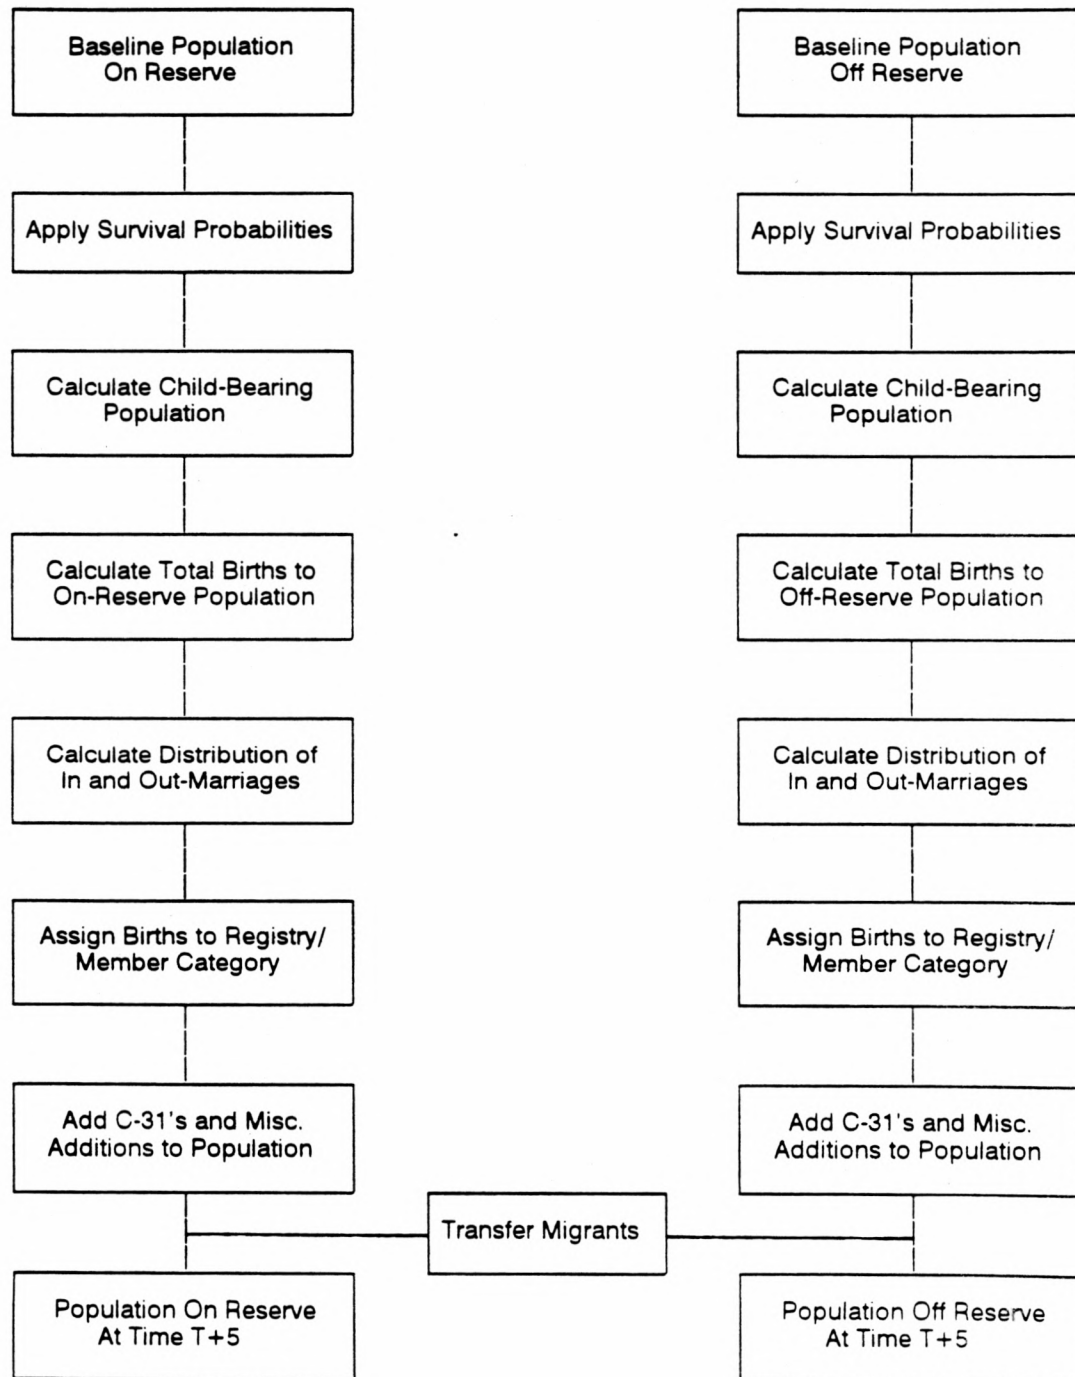 Baseline Population
On Reserve
Apply Survival Probabilities
Calculate Child-Bearing
Population
Calculate Total Births to
On-Reserve Population
Calculate Distribution of
In and Out-Marriages
Assign Births to Registry/
Member Category
Add C-31's and Misc.
Additions to Population
Population On Reserve
At Time T+5
Transfer Migrants
Baseline Population
Off Reserve
Apply Survival Probabilities
Calculate Child-Bearing
Population
Calculate Total Births to
Off-Reserve Population
Calculate Distribution of
In and Out-Marriages
Assign Births to Registry/
Member Category
Add C-31's and Misc.
Additions to Population
Population Off Reserve
At Time T+5